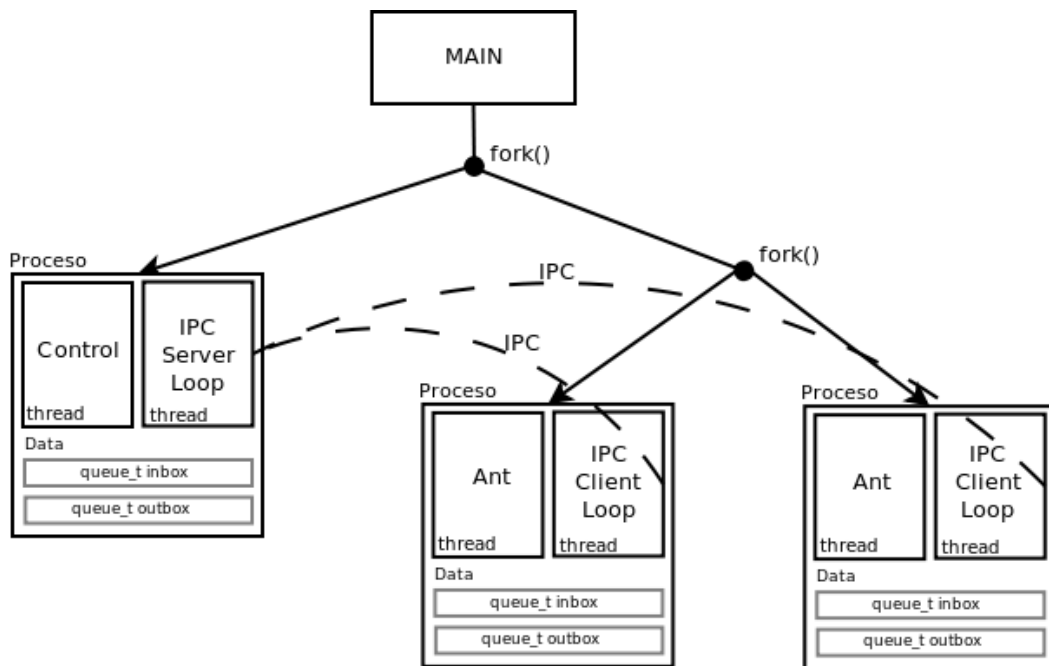 MAIN
fork()
fork()
Proceso
IPC
Control
thread
IPC
Server
Loop
thread
Data
queue_t inbox
queue_t outbox
IPC
Proceso
Ant
thread
IPC
Client
Loop
thread
Data
queue_t inbox
queue_t outbox
Proceso
Ant
thread
IPC
Client
Loop
thread
Data
queue_t inbox
queue_t outbox